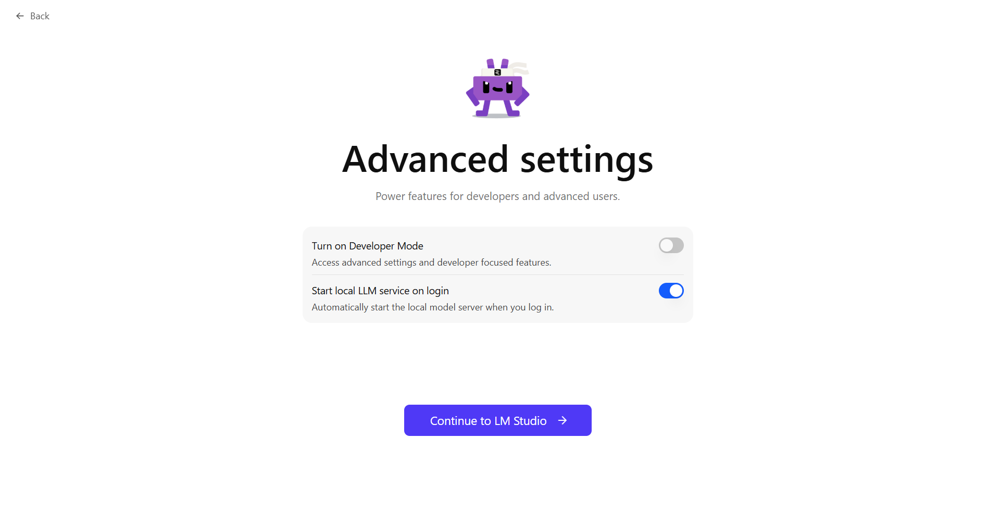 Back
Advanced settings
Power features for developers and advanced users.
Turn on Developer Mode
Access advanced settings and developer focused features.
Start local LLM service on login
Automatically start the local model server when you log in.
Continue to LM Studio